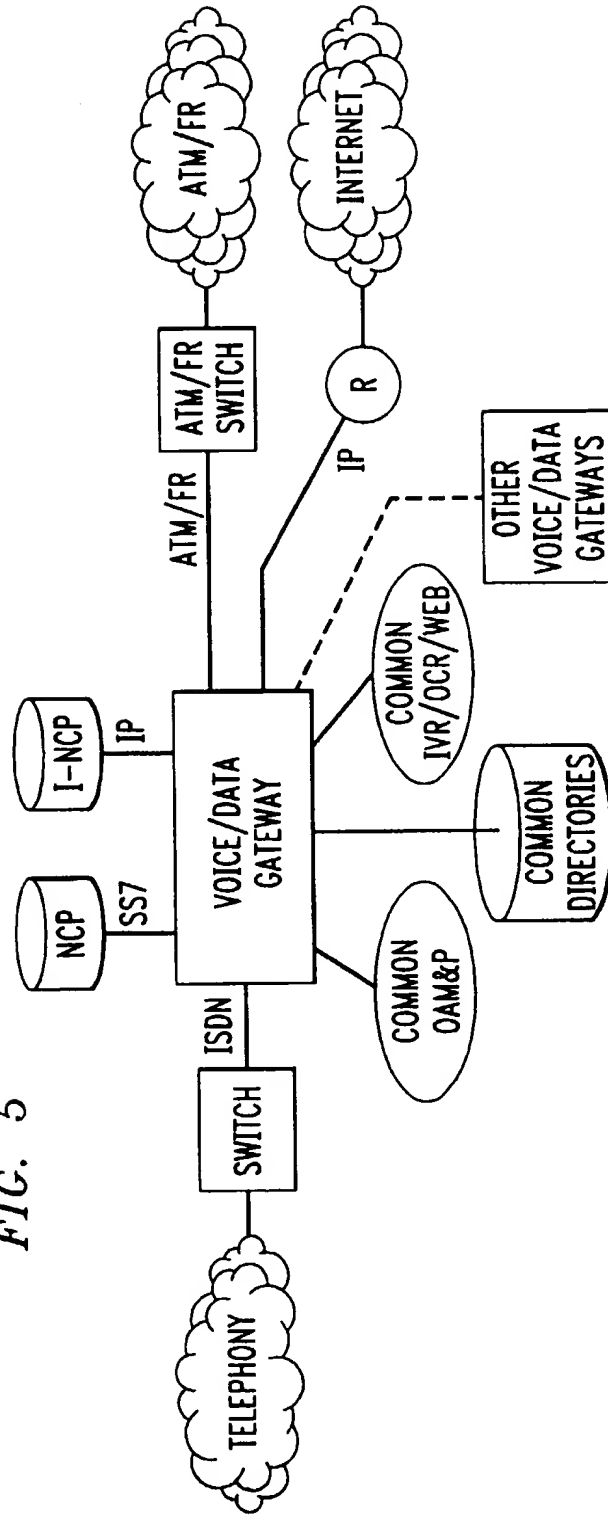 FIG. 5
NCP
I-NCP
SS7
IP
TELEPHONY
SWITCH
ISDN
VOICE/DATA
GATEWAY
ATM/FR
ATM/FR
SWITCH
ATM/FR
IP
R
INTERNET
COMMON
OAM&P
COMMON
DIRECTORIES
COMMON
IVR/OCR/WEB
OTHER
VOICE/DATA
GATEWAYS